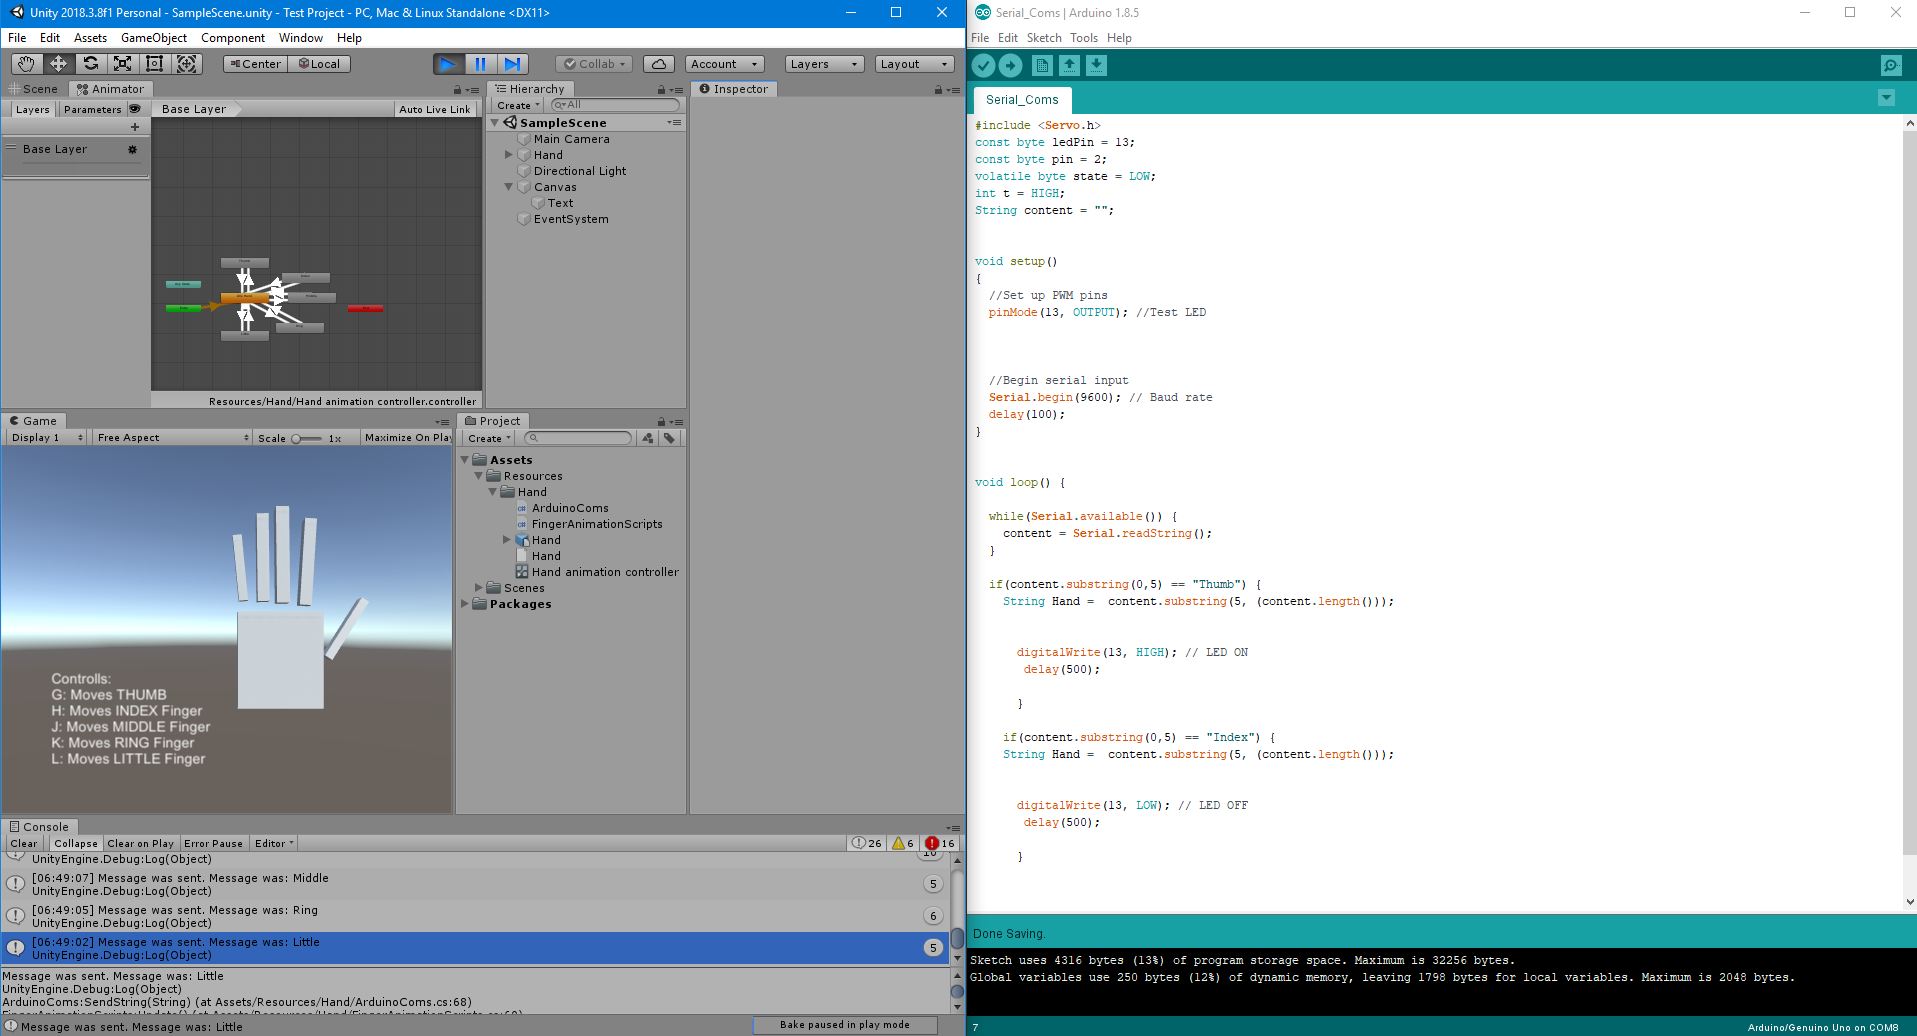 Unity 2018.3.8f1 Personal - SampleScene.unity - Test Project - PC, Mac & Linux Standalone <DX11>
File Edit Assets GameObject Component Window Help
Center Local
Collab Account Layers Layout
Scene Animator
Layers Parameters Base Layer Auto Live Link
Base Layer
Resources/Hand/Hand animation controller.controller
Hierarchy
Create All
SampleScene
Main Camera
Hand
Directional Light
Canvas
Text
EventSystem
Inspector
Game
Display 1 Free Aspect Scale 1x Maximize On Play
Controlls:
G: Moves THUMB
H: Moves INDEX Finger
J: Moves MIDDLE Finger
K: Moves RING Finger
L: Moves LITTLE Finger
Project
Create
Assets
Resources
Hand
ArduinoComs
FingerAnimationScripts
Hand
Hand
Hand animation controller
Scenes
Packages
Console
Clear Collapse Clear on Play Error Pause Editor 26 6 16
UnityEngine.Debug:Log(Object) 10
[06:49:07] Message was sent. Message was: Middle
UnityEngine.Debug:Log(Object) 5
[06:49:05] Message was sent. Message was: Ring
UnityEngine.Debug:Log(Object) 6
[06:49:02] Message was sent. Message was: Little
UnityEngine.Debug:Log(Object) 5
Message was sent. Message was: Little
UnityEngine.Debug:Log(Object)
ArduinoComs:SendString(String) (at Assets/Resources/Hand/ArduinoComs.cs:68)
FingerAnimationScripts:Update() (at Assets/Resources/Hand/FingerAnimationScripts.cs:60)
Message was sent. Message was: Little
Bake paused in play mode
Serial_Coms | Arduino 1.8.5
File Edit Sketch Tools Help
Serial_Coms
#include <Servo.h>
const byte ledPin = 13;
const byte pin = 2;
volatile byte state = LOW;
int t = HIGH;
String content = "";
void setup()
{
//Set up PWM pins
pinMode(13, OUTPUT); //Test LED
//Begin serial input
Serial.begin(9600); // Baud rate
delay(100);
}
void loop() {
while(Serial.available()) {
content = Serial.readString();
}
if(content.substring(0,5) == "Thumb") {
String Hand =  content.substring(5, (content.length()));
digitalWrite(13, HIGH); // LED ON
delay(500);
}
if(content.substring(0,5) == "Index") {
String Hand =  content.substring(5, (content.length()));
digitalWrite(13, LOW); // LED OFF
delay(500);
}
Done Saving.
Sketch uses 4316 bytes (13%) of program storage space. Maximum is 32256 bytes.
Global variables use 250 bytes (12%) of dynamic memory, leaving 1798 bytes for local variables. Maximum is 2048 bytes.
7 Arduino/Genuino Uno on COM8